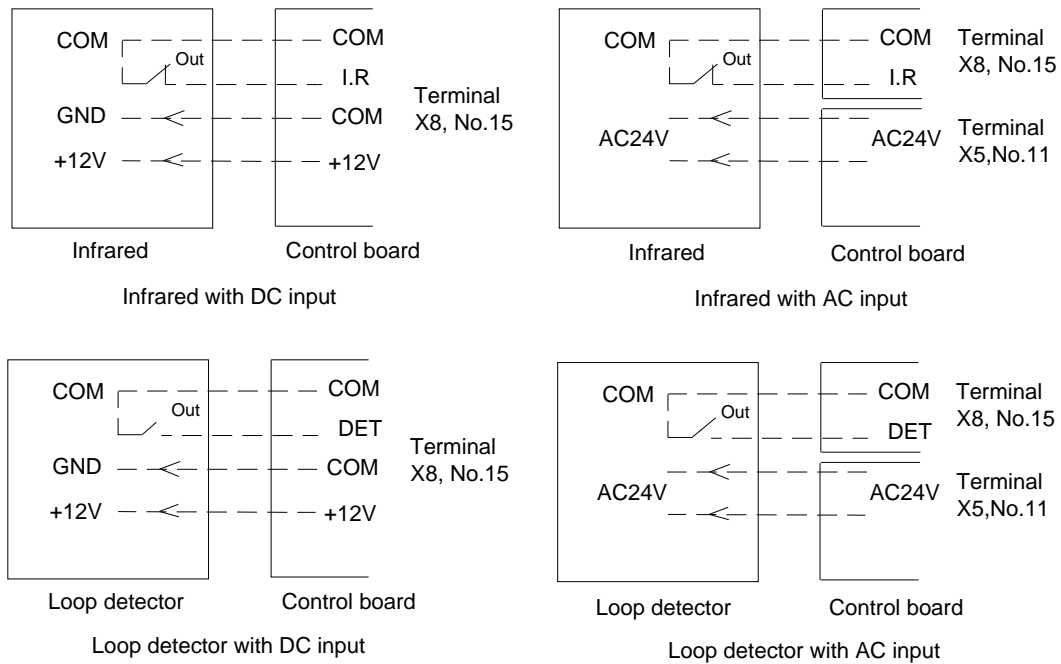 COM
Out
GND
+12V
COM
I.R
COM
+12V
Terminal
X8, No.15
Infrared
Control board
Infrared with DC input
COM
Out
AC24V
COM
I.R
AC24V
Terminal
X8, No.15
Terminal
X5,No.11
Infrared
Control board
Infrared with AC input
COM
Out
GND
+12V
COM
DET
COM
+12V
Terminal
X8, No.15
Loop detector
Control board
Loop detector with DC input
COM
Out
AC24V
COM
DET
AC24V
Terminal
X8, No.15
Terminal
X5,No.11
Loop detector
Control board
Loop detector with AC input